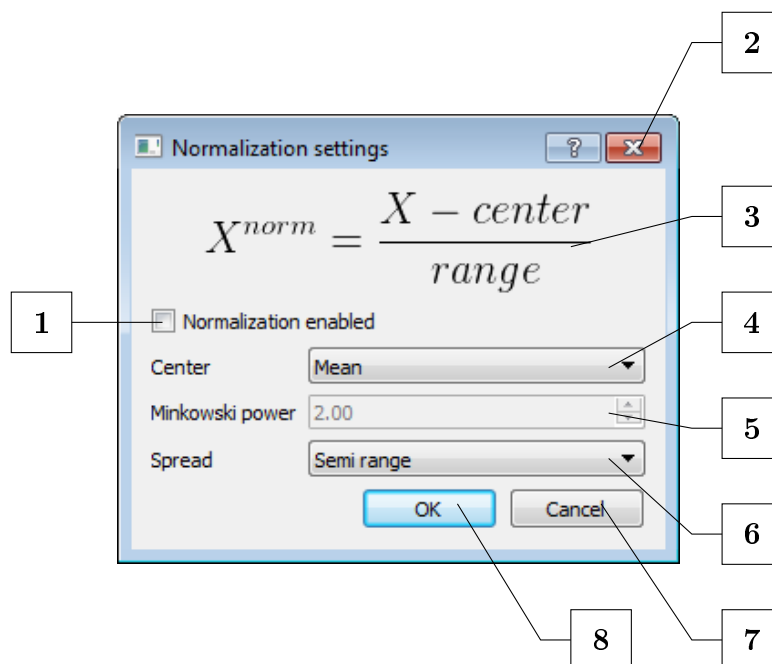 2
Normalization settings
?
X^norm = (X − center) / range
3
1
Normalization enabled
4
Center Mean
Minkowski power 2.00
5
Spread Semi range
OK Cancel
6
8
7